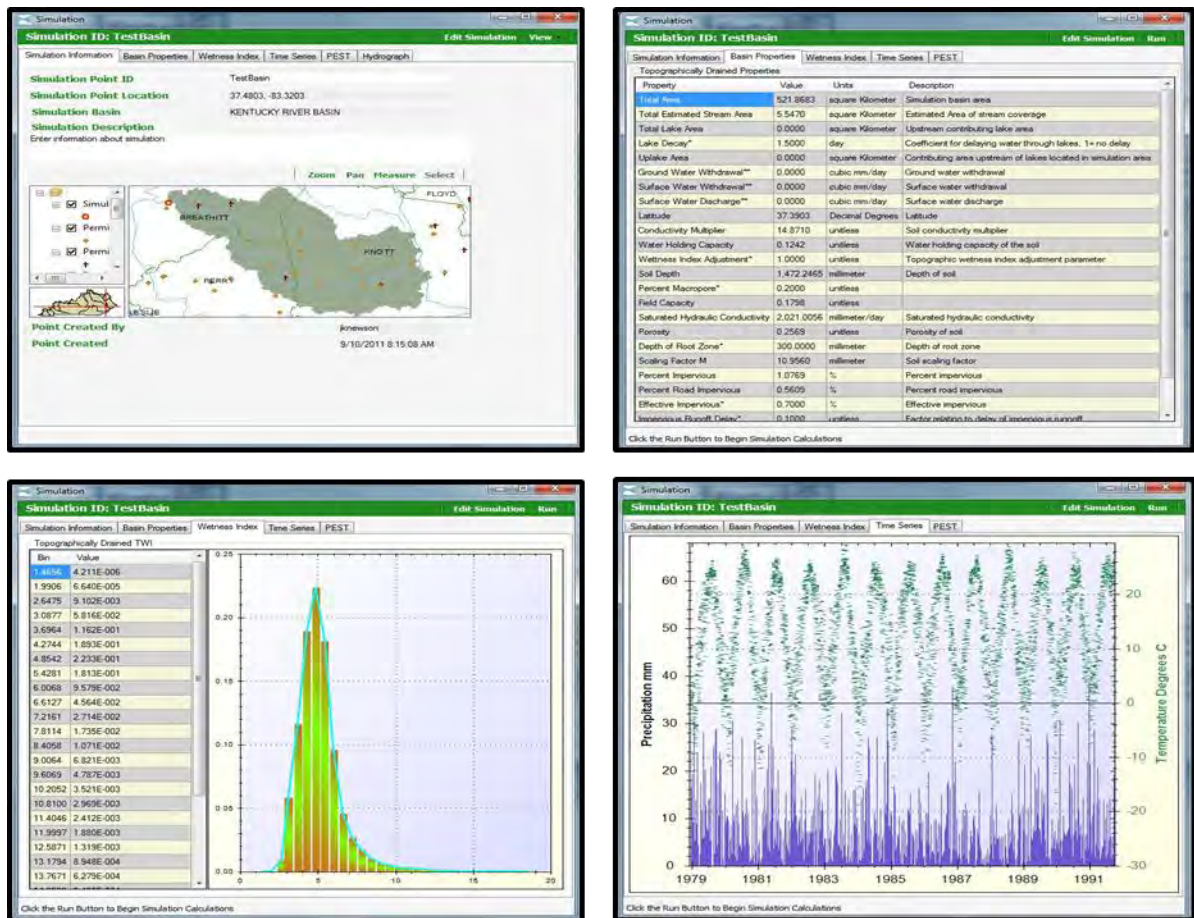 Simulation
Simulation ID: TestBasin Edit Simulation View
Simulation Information Basin Properties Wetness Index Time Series PEST Hydrograph
Simulation Point ID TestBasin
Simulation Point Location 37.4803, -83.3203
Simulation Basin KENTUCKY RIVER BASIN
Simulation Description
Enter information about simulation
Zoom Pan Measure Select
Simul
Permi
Permi
FLOYD
BREATHITT
KNOTT
PERRY
LESLIE
Point Created By jknewson
Point Created 9/10/2011 8:15:08 AM
Simulation
Simulation ID: TestBasin Edit Simulation Run
Simulation Information Basin Properties Wetness Index Time Series PEST
Topographically Drained Properties
Property Value Units Description
Total Area 521.8683 square Kilometer Simulation basin area
Total Estimated Stream Area 5.5470 square Kilometer Estimated Area of stream coverage
Total Lake Area 0.0000 square Kilometer Upstream contributing lake area
Lake Decay* 1.5000 day Coefficient for delaying water through lakes, 1= no delay
Uplake Area 0.0000 square Kilometer Contributing area upstream of lakes located in simulation area
Ground Water Withdrawal** 0.0000 cubic mm/day Ground water withdrawal
Surface Water Withdrawal** 0.0000 cubic mm/day Surface water withdrawal
Surface Water Discharge** 0.0000 cubic mm/day Surface water discharge
Latitude 37.3903 Decimal Degrees Latitude
Conductivity Multiplier 14.8710 unitless Soil conductivity multiplier
Water Holding Capacity 0.1242 unitless Water holding capacity of the soil
Wettness Index Adjustment* 1.0000 unitless Topographic wetness index adjustment parameter
Soil Depth 1,472.2465 millimeter Depth of soil
Percent Macropore* 0.2000 unitless
Field Capacity 0.1798 unitless
Saturated Hydraulic Conductivity 2,021.0056 millimeter/day Saturated hydraulic conductivity
Porosity 0.2569 unitless Porosity of soil
Depth of Root Zone* 300.0000 millimeter Depth of root zone
Scaling Factor M 10.9560 millimeter Soil scaling factor
Percent Impervious 1.0769 % Percent impervious
Percent Road Impervious 0.5609 % Percent road impervious
Effective Impervious* 0.7000 % Effective impervious
Impervious Runoff Delay* 0.1000 unitless Factor relating to delay of impervious runoff
Click the Run Button to Begin Simulation Calculations
Simulation
Simulation ID: TestBasin Edit Simulation Run
Simulation Information Basin Properties Wetness Index Time Series PEST
Topographically Drained TWI
Bin Value
1.4656 4.211E-006
1.9906 6.640E-005
2.6475 9.102E-003
3.0877 5.816E-002
3.6964 1.162E-001
4.2744 1.893E-001
4.8542 2.233E-001
5.4281 1.813E-001
6.0068 9.579E-002
6.6127 4.564E-002
7.2161 2.714E-002
7.8114 1.735E-002
8.4058 1.071E-002
9.0064 6.821E-003
9.6069 4.787E-003
10.2052 3.521E-003
10.8100 2.969E-003
11.4046 2.412E-003
11.9997 1.880E-003
12.5871 1.319E-003
13.1794 8.948E-004
13.7671 6.279E-004
0.25
0.20
0.15
0.10
0.05
0.00
0 5 10 15 20
Click the Run Button to Begin Simulation Calculations
Simulation
Simulation ID: TestBasin Edit Simulation Run
Simulation Information Basin Properties Wetness Index Time Series PEST
Precipitation mm
60
50
40
30
20
10
0
Temperature Degrees C
20
10
0
-10
-20
-30
1979 1981 1983 1985 1987 1989 1991
Click the Run Button to Begin Simulation Calculations